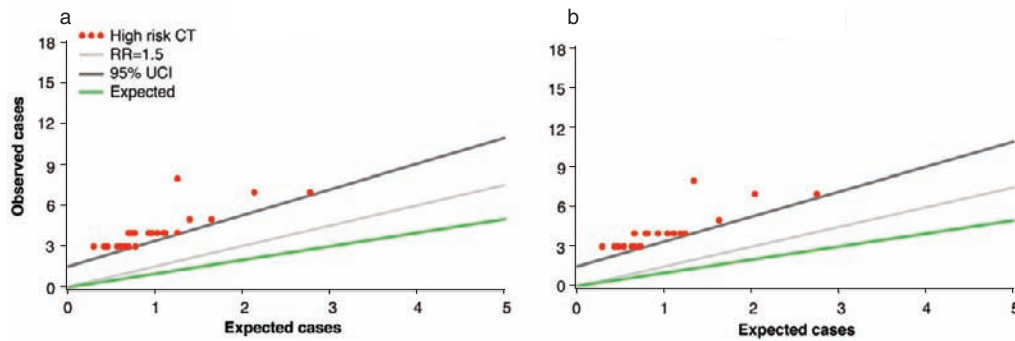 a
High risk CT
RR=1.5
95% UCI
Expected
Observed cases
18
15
12
9
6
3
0
0 1 2 3 4 5
Expected cases
b
18
15
12
9
6
3
0
0 1 2 3 4 5
Expected cases